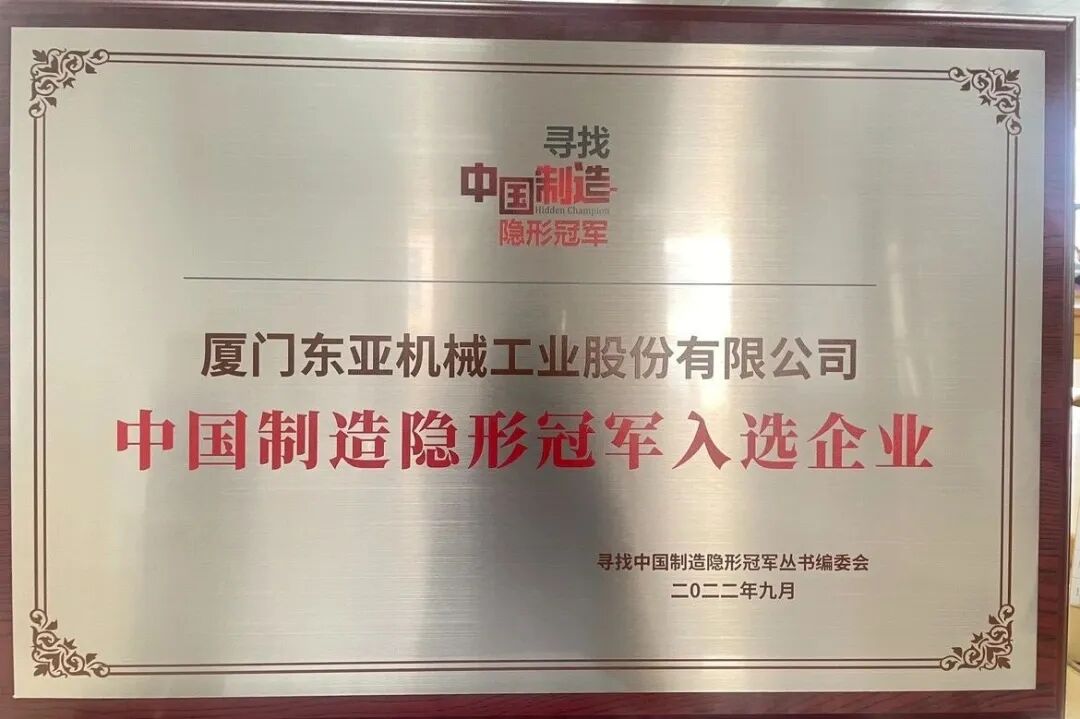 寻找
中国制造
Hidden Champion
隐形冠军
厦门东亚机械工业股份有限公司
中国制造隐形冠军入选企业
寻找中国制造隐形冠军丛书编委会
二0二二年九月